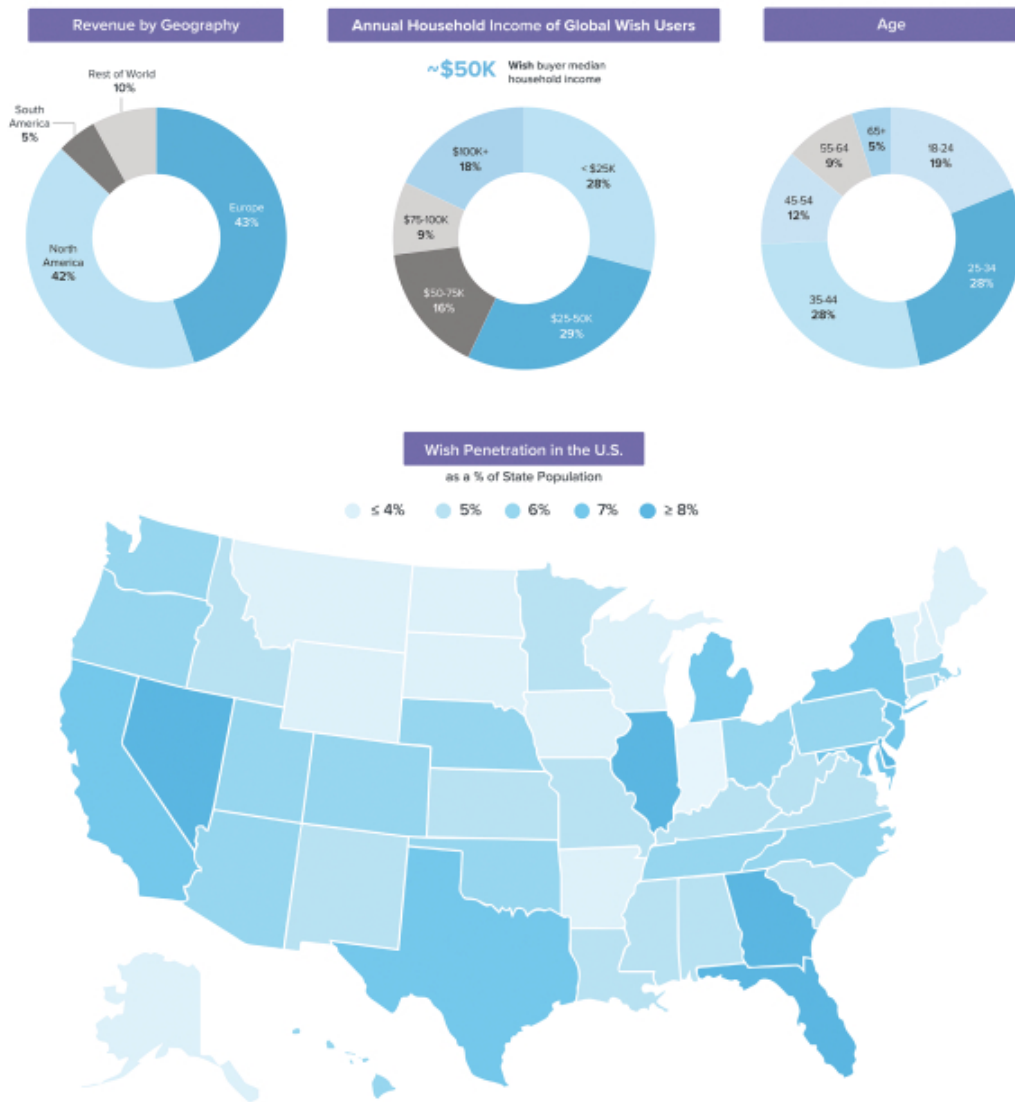 Revenue by Geography
Rest of World
10%
South
America
5%
Europe
43%
North
America
42%
Annual Household Income of Global Wish Users
~$50K
Wish buyer median
household income
$100K+
18%
< $25K
28%
$75-100K
9%
$50-75K
16%
$25-50K
29%
Age
65+
5%
18-24
19%
55-64
9%
45-54
12%
25-34
28%
35-44
28%
Wish Penetration in the U.S.
as a % of State Population
≤ 4%
5%
6%
7%
≥ 8%